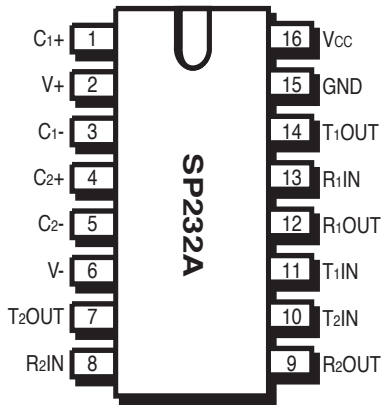 C1+ 1 16 VCC
V+ 2 15 GND
C1- 3 14 T1OUT
C2+ 4 13 R1IN
C2- 5 12 R1OUT
V- 6 11 T1IN
T2OUT 7 10 T2IN
R2IN 8 9 R2OUT
SP232A